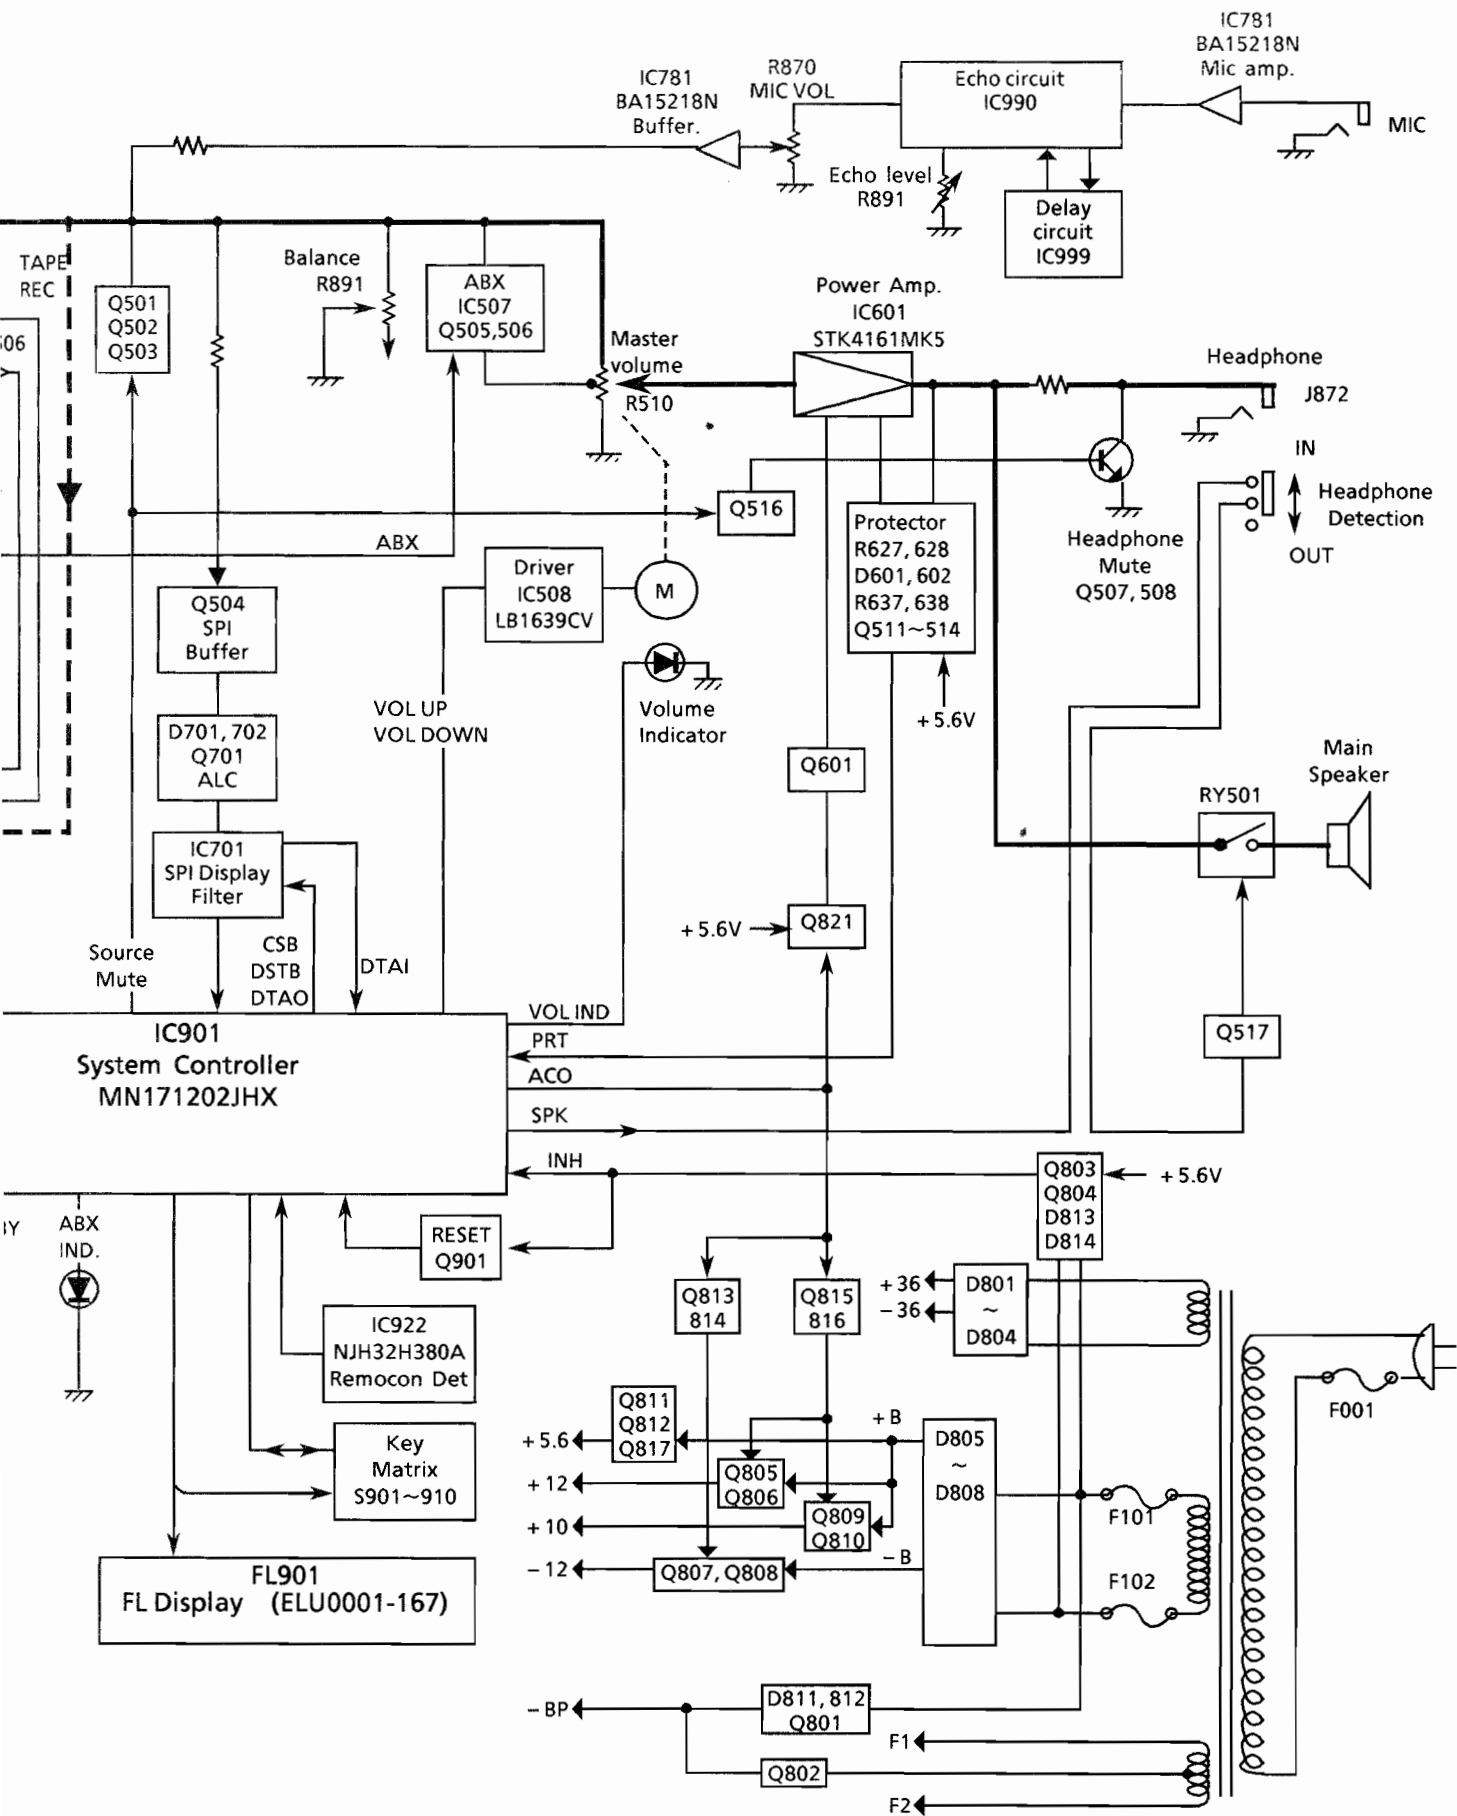 IC781
BA15218N
Mic amp.
IC781
BA15218N
Buffer.
R870
MIC VOL
Echo circuit
IC990
MIC
Echo level
R891
Delay
circuit
IC999
TAPE
REC
Q501
Q502
Q503
Balance
R891
ABX
IC507
Q505,506
Master
volume
R510
Power Amp.
IC601
STK4161MK5
Headphone
J872
IN
Headphone
Detection
OUT
Q516
Headphone
Mute
Q507, 508
Protector
R627, 628
D601, 602
R637, 638
Q511~514
+5.6V
ABX
Driver
IC508
LB1639CV
M
Q504
SPI
Buffer
VOL UP
VOL DOWN
Volume
Indicator
D701, 702
Q701
ALC
Q601
Main
Speaker
RY501
IC701
SPI Display
Filter
+5.6V
Q821
Source
Mute
CSB
DSTB
DTAO
DTAI
Q517
IC901
System Controller
MN171202JHX
VOL IND
PRT
ACO
SPK
INH
Q803
Q804
D813
D814
+5.6V
ABX
IND.
RESET
Q901
Q813
814
Q815
816
+36
-36
D801
~
D804
IC922
NJH32H380A
Remocon Det
F001
Q811
Q812
Q817
+5.6
+B
D805
~
D808
Key
Matrix
S901~910
+12
Q805
Q806
F101
+10
Q809
Q810
-12
Q807, Q808
-B
F102
FL901
FL Display (ELU0001-167)
-BP
D811, 812
Q801
F1
Q802
F2